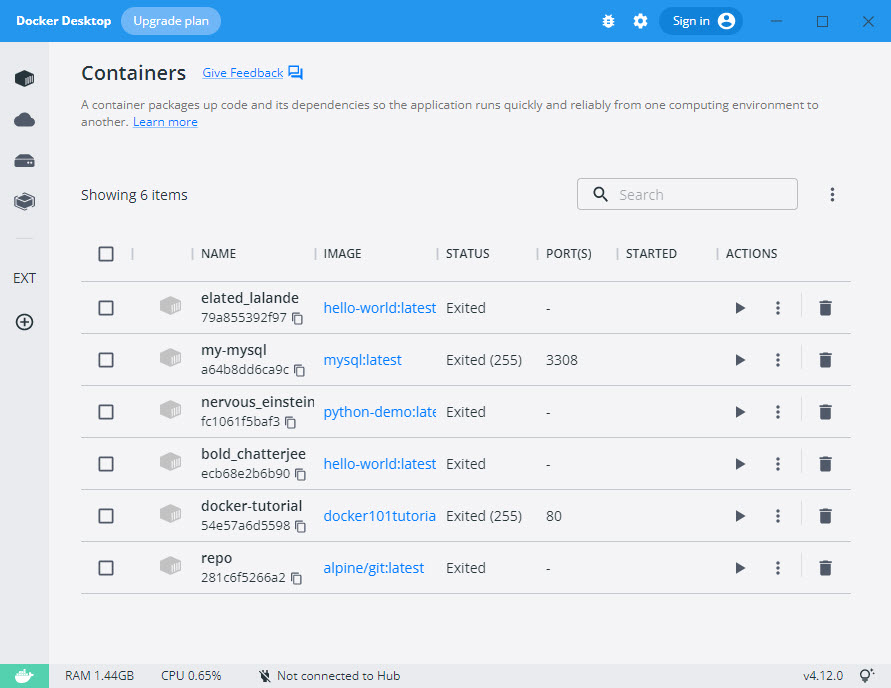 Docker Desktop Upgrade plan Sign in
Containers Give Feedback
A container packages up code and its dependencies so the application runs quickly and reliably from one computing environment to
another. Learn more
Showing 6 items Search
NAME IMAGE STATUS PORT(S) STARTED ACTIONS
elated_lalande
79a855392f97 hello-world:latest Exited -
my-mysql
a64b8dd6ca9c mysql:latest Exited (255) 3308
EXT
nervous_einstein
fc1061f5baf3 python-demo:late Exited -
bold_chatterjee
ecb68e2b6b90 hello-world:latest Exited -
docker-tutorial
54e57a6d5598 docker101tutoria Exited (255) 80
repo
281c6f5266a2 alpine/git:latest Exited -
RAM 1.44GB CPU 0.65% Not connected to Hub v4.12.0